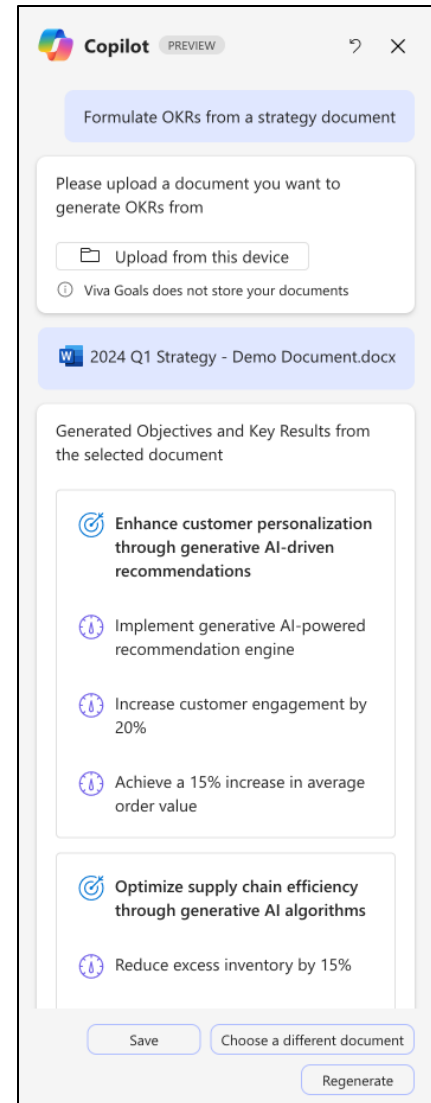 Copilot PREVIEW
Formulate OKRs from a strategy document
Please upload a document you want to
generate OKRs from
Upload from this device
Viva Goals does not store your documents
2024 Q1 Strategy - Demo Document.docx
Generated Objectives and Key Results from
the selected document
Enhance customer personalization
through generative AI-driven
recommendations
Implement generative AI-powered
recommendation engine
Increase customer engagement by
20%
Achieve a 15% increase in average
order value
Optimize supply chain efficiency
through generative AI algorithms
Reduce excess inventory by 15%
Save
Choose a different document
Regenerate